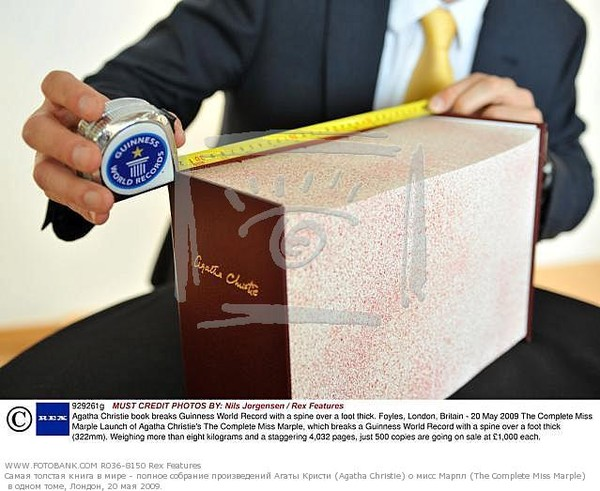 GUINNESS
WORLD RECORDS
Agatha Christie
© REX
929261g MUST CREDIT PHOTOS BY: Nils Jorgensen / Rex Features
Agatha Christie book breaks Guinness World Record with a spine over a foot thick. Foyles, London, Britain - 20 May 2009 The Complete Miss
Marple Launch of Agatha Christie's The Complete Miss Marple, which breaks a Guinness World Record with a spine over a foot thick
(322mm). Weighing more than eight kilograms and a staggering 4,032 pages, just 500 copies are going on sale at £1,000 each.
WWW.FOTOBANK.COM R036-8150 Rex Features
Самая толстая книга в мире - полное собрание произведений Агаты Кристи (Agatha Christie) о мисс Марпл (The Complete Miss Marple)
в одном томе, Лондон, 20 мая 2009.